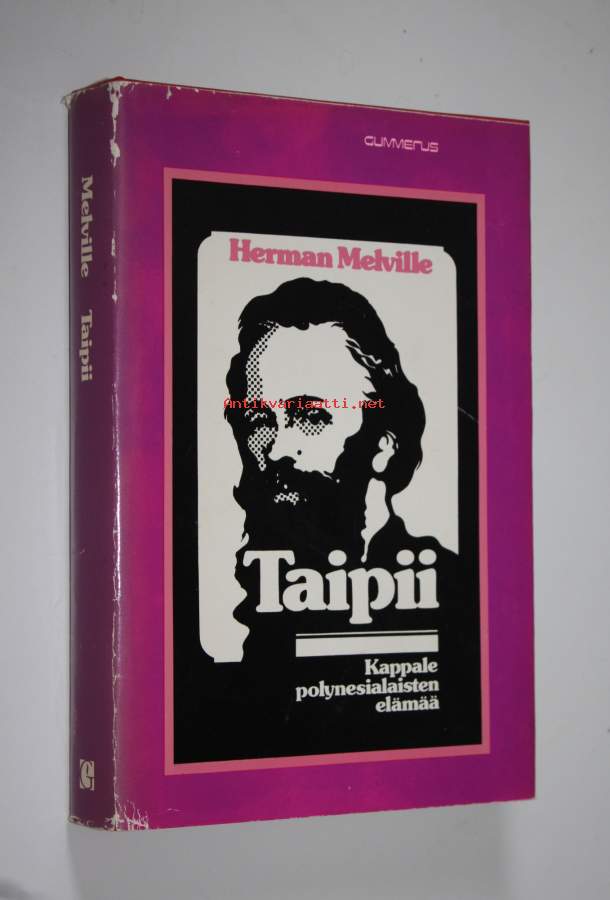 GUMMERUS
Herman Melville
Antikvariaatti.net
Taipii
Kappale
polynesialaisten
elämää
Melville Taipii
G